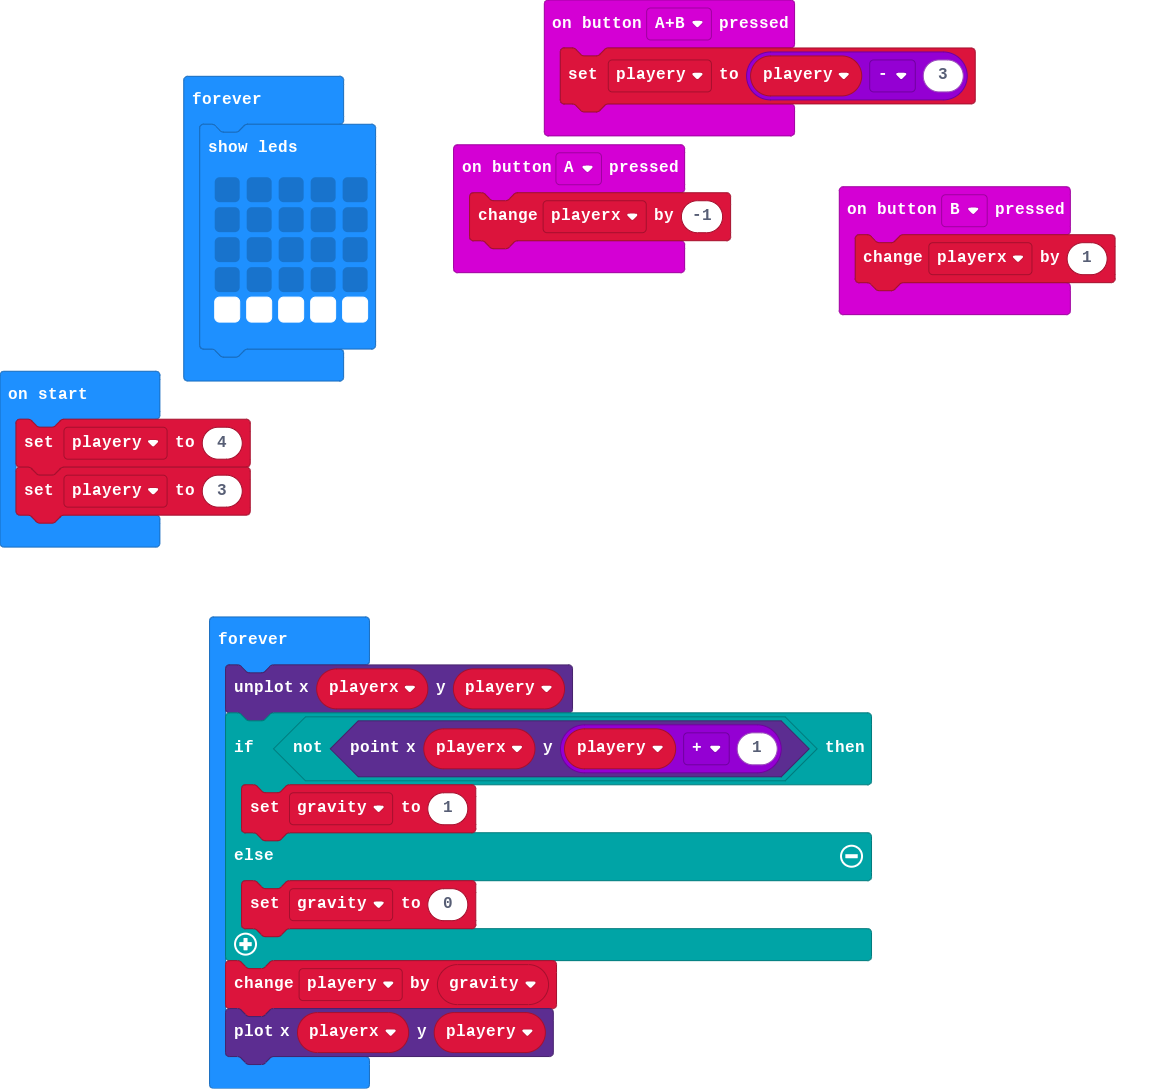 on button A+B pressed
set playery to playery - 3
forever
show leds
on button A pressed
change playerx by -1
on button B pressed
change playerx by 1
on start
set playery to 4
set playery to 3
forever
unplot x playerx y playery
if not point x playerx y playery + 1 then
set gravity to 1
else
set gravity to 0
change playery by gravity
plot x playerx y playery